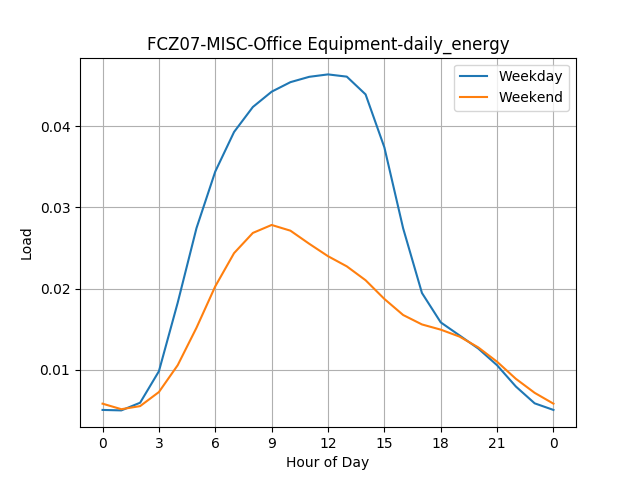 FCZ07-MISC-Office Equipment-daily_energy
Weekday
Weekend
0.04
0.03
0.02
0.01
Load
0 3 6 9 12 15 18 21 0
Hour of Day